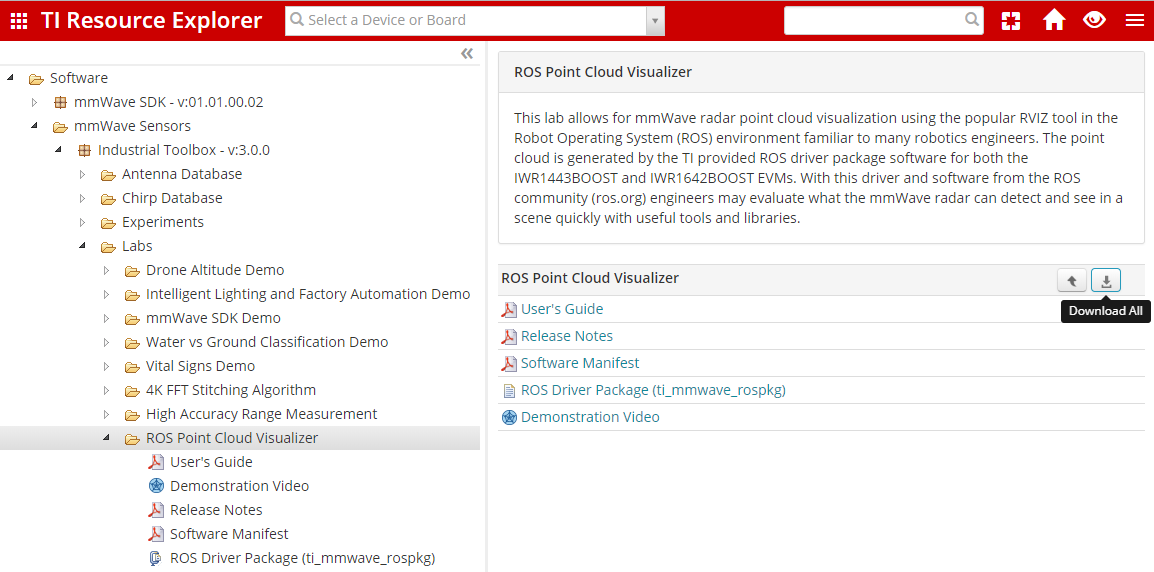 TI Resource Explorer
Select a Device or Board
Software
mmWave SDK - v:01.01.00.02
mmWave Sensors
Industrial Toolbox - v:3.0.0
Antenna Database
Chirp Database
Experiments
Labs
Drone Altitude Demo
Intelligent Lighting and Factory Automation Demo
mmWave SDK Demo
Water vs Ground Classification Demo
Vital Signs Demo
4K FFT Stitching Algorithm
High Accuracy Range Measurement
ROS Point Cloud Visualizer
User's Guide
Demonstration Video
Release Notes
Software Manifest
ROS Driver Package (ti_mmwave_rospkg)
ROS Point Cloud Visualizer
This lab allows for mmWave radar point cloud visualization using the popular RVIZ tool in the
Robot Operating System (ROS) environment familiar to many robotics engineers. The point
cloud is generated by the TI provided ROS driver package software for both the
IWR1443BOOST and IWR1642BOOST EVMs. With this driver and software from the ROS
community (ros.org) engineers may evaluate what the mmWave radar can detect and see in a
scene quickly with useful tools and libraries.
ROS Point Cloud Visualizer
Download All
User's Guide
Release Notes
Software Manifest
ROS Driver Package (ti_mmwave_rospkg)
Demonstration Video